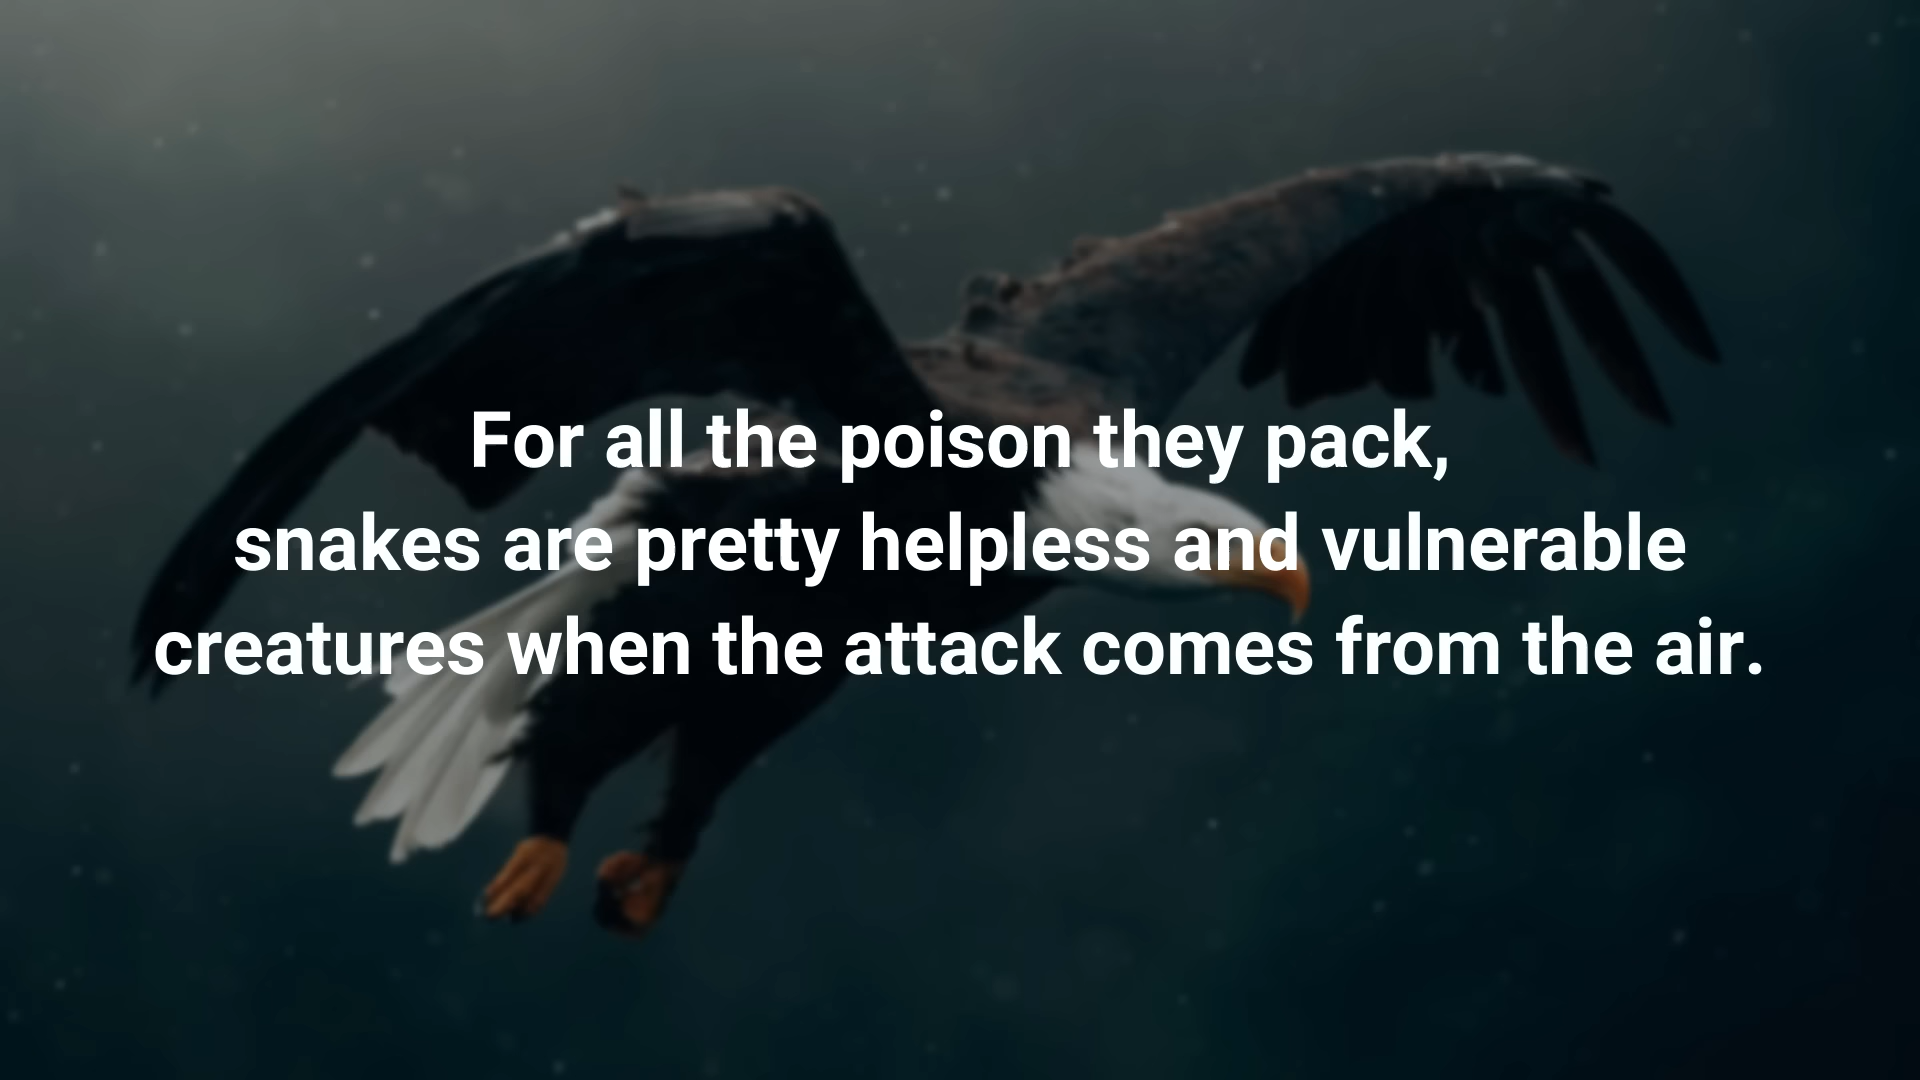 For all the poison they pack,
snakes are pretty helpless and vulnerable
creatures when the attack comes from the air.